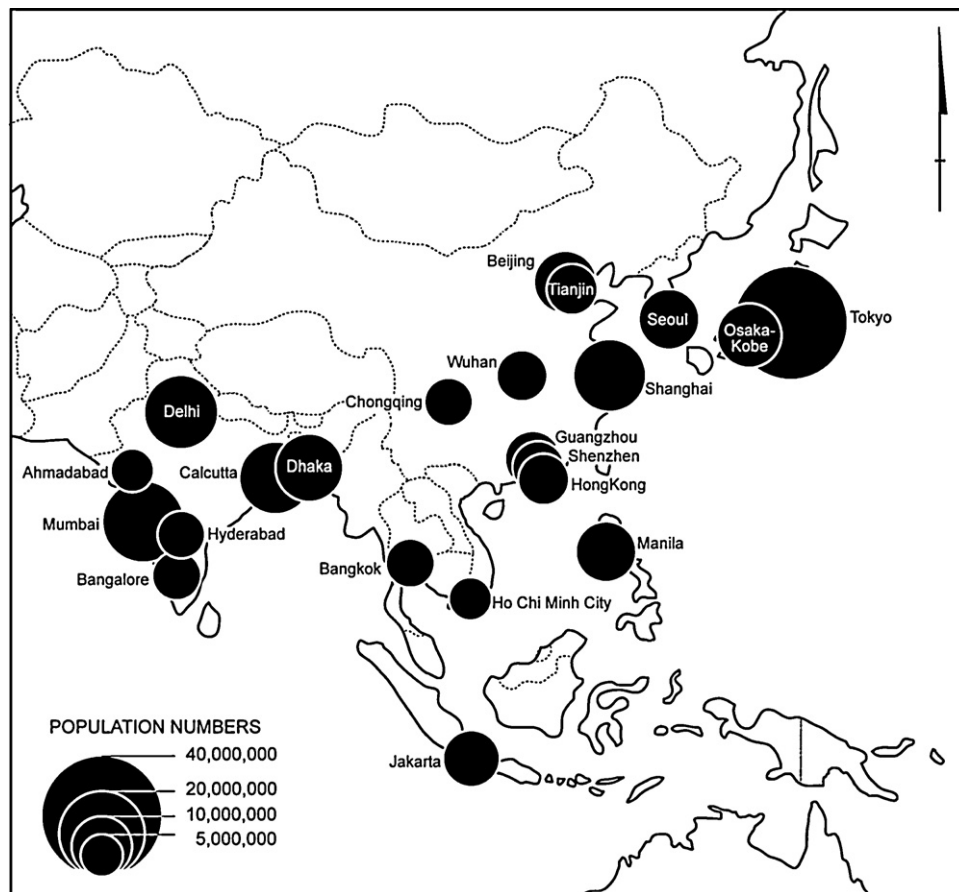 Beijing
Tianjin
Seoul
Osaka-
Kobe
Tokyo
Wuhan
Shanghai
Chongqing
Delhi
Guangzhou
Shenzhen
HongKong
Ahmadabad
Calcutta
Dhaka
Mumbai
Hyderabad
Manila
Bangkok
Bangalore
Ho Chi Minh City
POPULATION NUMBERS
40,000,000
20,000,000
10,000,000
5,000,000
Jakarta